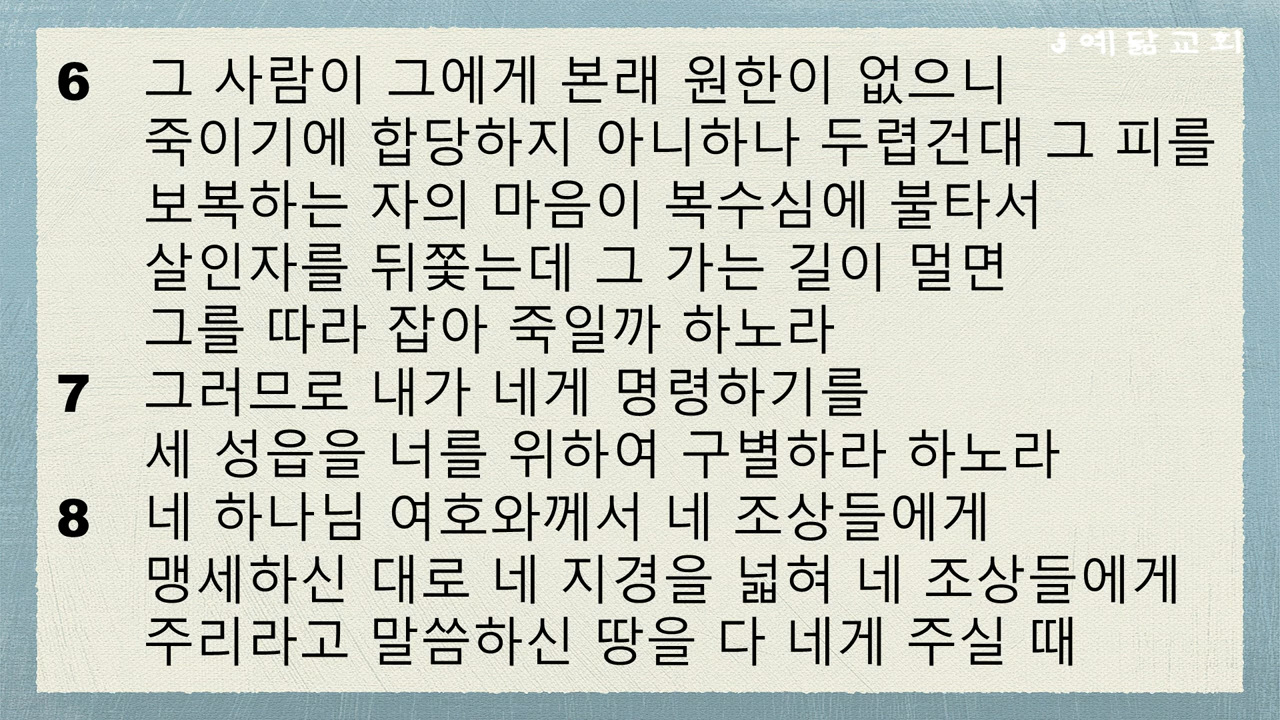 J 예닮교회
6 그 사람이 그에게 본래 원한이 없으니
죽이기에 합당하지 아니하나 두렵건대 그 피를
보복하는 자의 마음이 복수심에 불타서
살인자를 뒤쫓는데 그 가는 길이 멀면
그를 따라 잡아 죽일까 하노라
7 그러므로 내가 네게 명령하기를
세 성읍을 너를 위하여 구별하라 하노라
8 네 하나님 여호와께서 네 조상들에게
맹세하신 대로 네 지경을 넓혀 네 조상들에게
주리라고 말씀하신 땅을 다 네게 주실 때